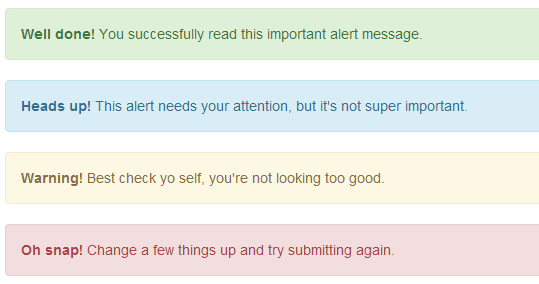 Well done! You successfully read this important alert message.
Heads up! This alert needs your attention, but it's not super important.
Warning! Best check yo self, you're not looking too good.
Oh snap! Change a few things up and try submitting again.